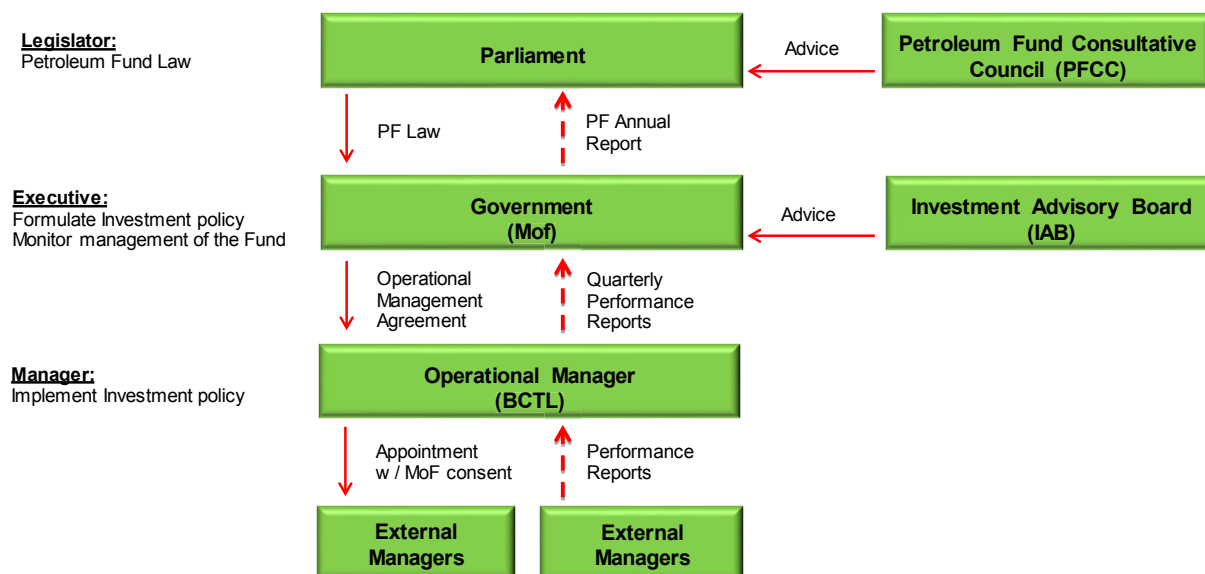 Legislator:
Petroleum Fund Law
Parliament
Advice
Petroleum Fund Consultative
Council (PFCC)
PF Law
PF Annual
Report
Executive:
Formulate Investment policy
Monitor management of the Fund
Government
(Mof)
Advice
Investment Advisory Board
(IAB)
Operational
Management
Agreement
Quarterly
Performance
Reports
Manager:
Implement Investment policy
Operational Manager
(BCTL)
Appointment
w / MoF consent
Performance
Reports
External
Managers
External
Managers